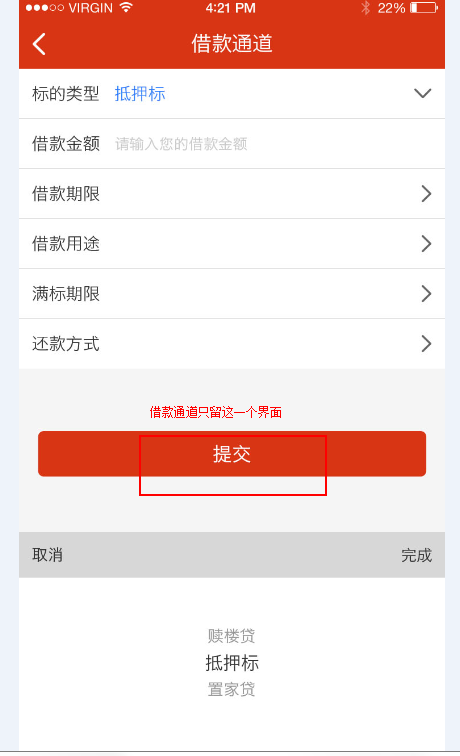 VIRGIN 4:21 PM 22%
借款通道
标的类型 抵押标
借款金额 请输入您的借款金额
借款期限
借款用途
满标期限
还款方式
借款通道只留这一个界面
提交
取消 完成
赎楼贷
抵押标
置家贷